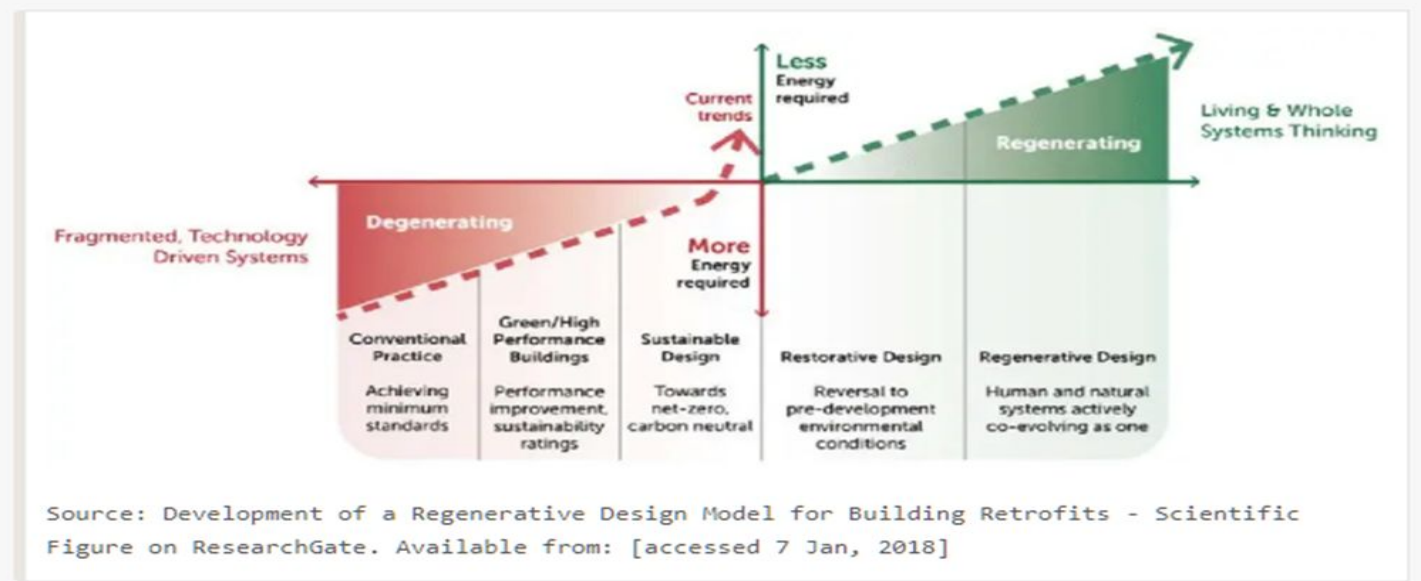 Less
Energy
required
Current
trends
Living & Whole
Systems Thinking
Regenerating
Degenerating
Fragmented, Technology
Driven Systems
More
Energy
required
Conventional
Practice
Achieving
minimum
standards
Green/High
Performance
Buildings
Performance
improvement,
sustainability
ratings
Sustainable
Design
Towards
net-zero,
carbon neutral
Restorative Design
Reversal to
pre-development
environmental
conditions
Regenerative Design
Human and natural
systems actively
co-evolving as one
Source: Development of a Regenerative Design Model for Building Retrofits - Scientific
Figure on ResearchGate. Available from: [accessed 7 Jan, 2018]